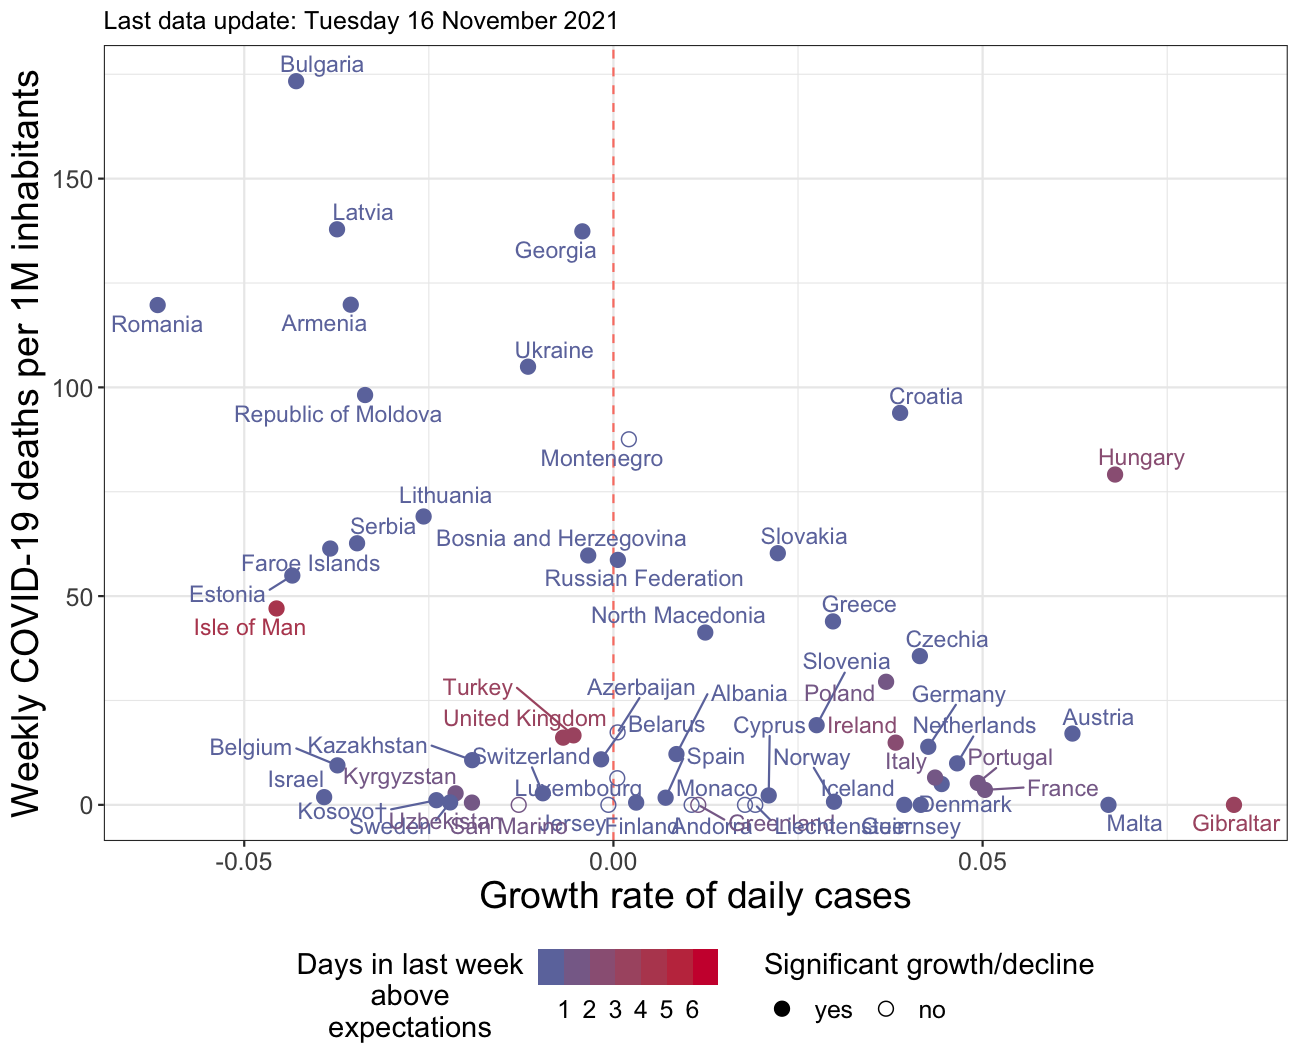 Last data update: Tuesday 16 November 2021
Weekly COVID-19 deaths per 1M inhabitants
150
100
50
0
Bulgaria
Latvia
Georgia
Romania
Armenia
Ukraine
Croatia
Republic of Moldova
Montenegro
Hungary
Lithuania
Serbia
Bosnia and Herzegovina
Slovakia
Faroe Islands
Russian Federation
Estonia
Greece
North Macedonia
Isle of Man
Czechia
Slovenia
Turkey
Azerbaijan
Albania
Poland
Germany
United Kingdom
Belarus
Cyprus
Ireland
Netherlands
Austria
Belgium
Kazakhstan
Switzerland
Spain
Norway
Italy
Portugal
Israel
Kyrgyzstan
Luxembourg
Monaco
Iceland
France
Kosovo†
Denmark
Uzbekistan
Sweden
San Marino
Jersey
Finland
Andorra
Greenland
Liechtenstein
Guernsey
Malta
Gibraltar
-0.05
0.00
0.05
Growth rate of daily cases
Days in last week
above
expectations
1 2 3 4 5 6
Significant growth/decline
yes
no